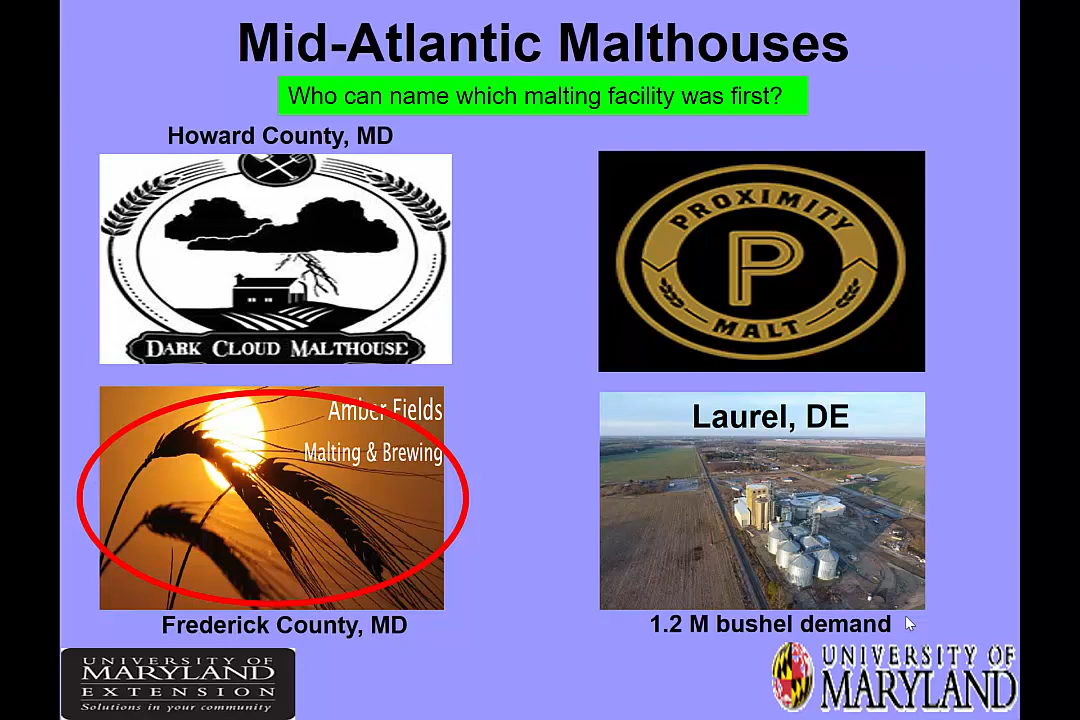 Mid-Atlantic Malthouses
Who can name which malting facility was first?
Howard County, MD
DARK CLOUD MALTHOUSE
PROXIMITY
P
MALT
Amber Fields
Malting & Brewing
Frederick County, MD
Laurel, DE
1.2 M bushel demand
UNIVERSITY OF
MARYLAND
EXTENSION
Solutions in your community
UNIVERSITY OF
MARYLAND